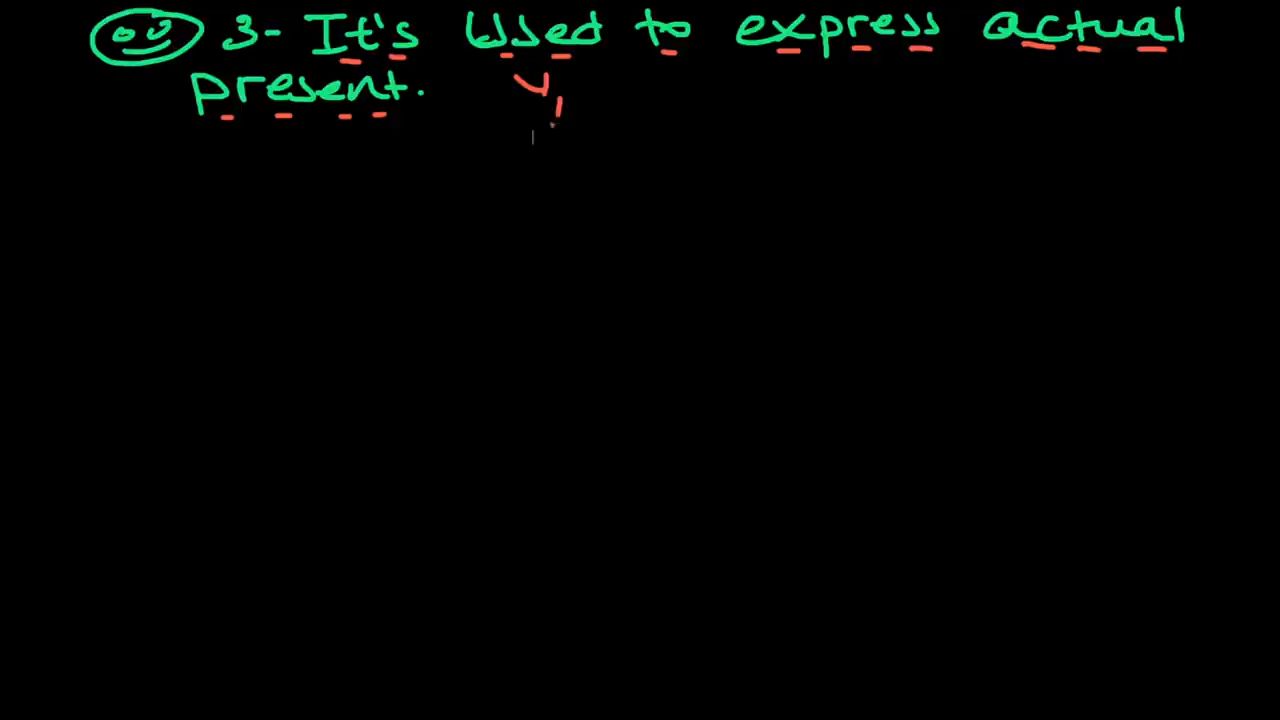 3- It's Used to express actual
present.